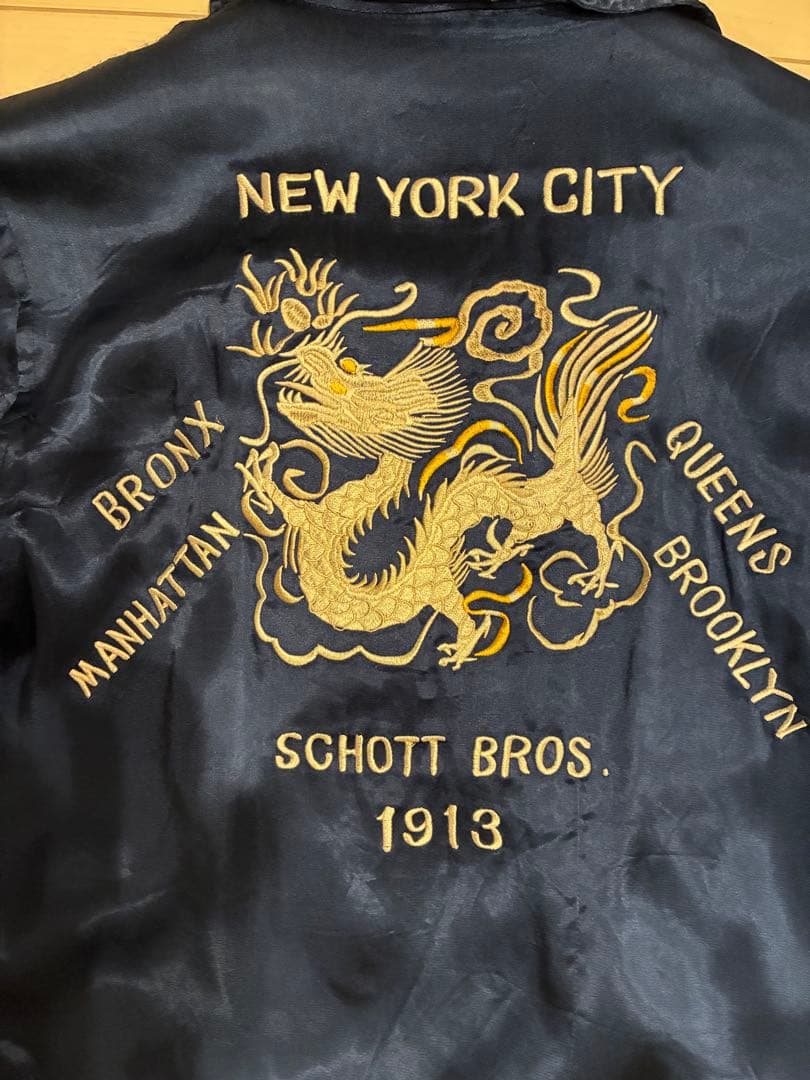 NEW YORK CITY
BRONX
MANHATTAN
QUEENS
BROOKLYN
SCHOTT BROS.
1913